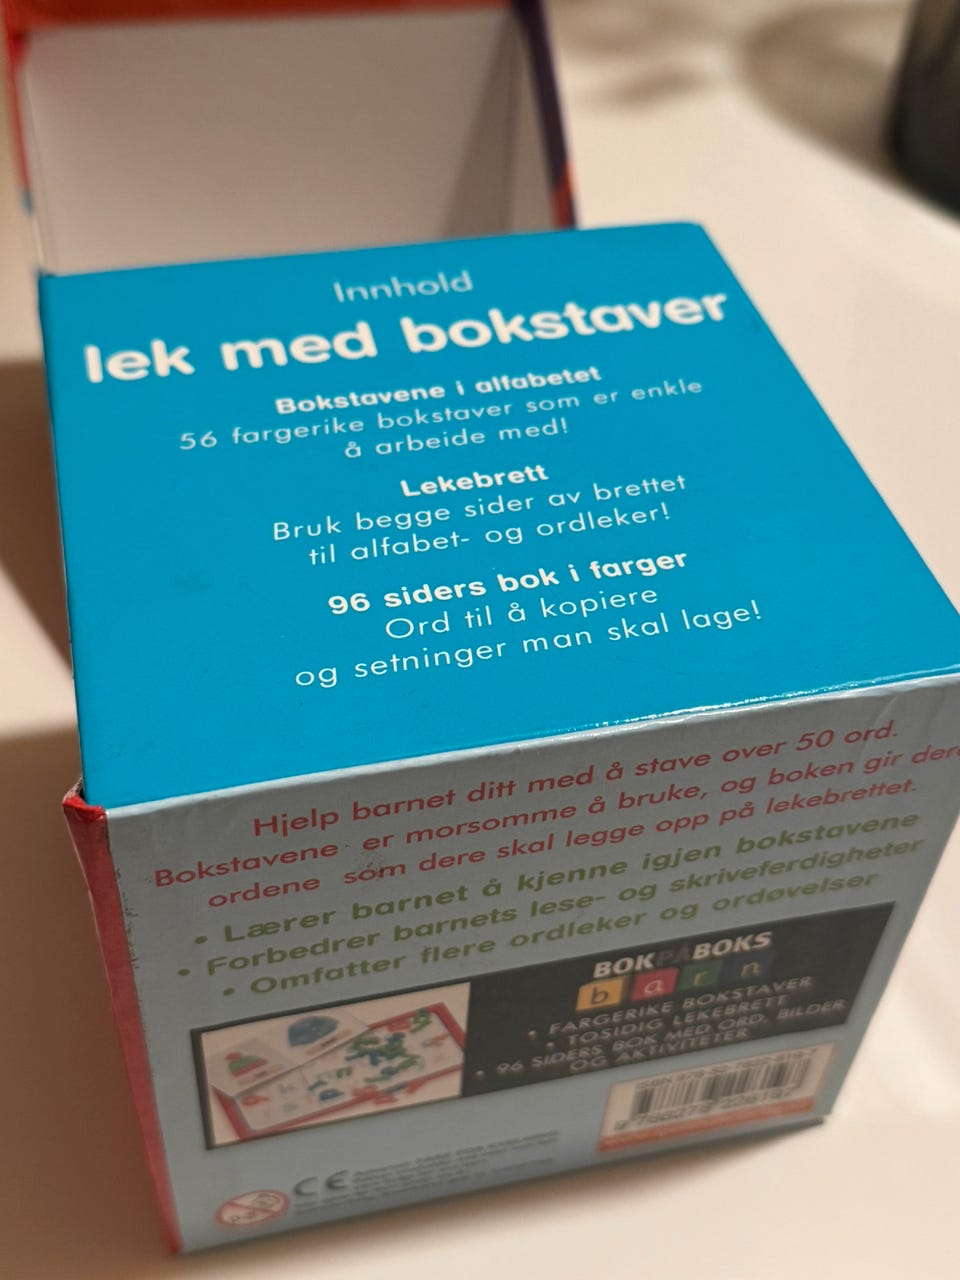 Innhold
lek med bokstaver
Bokstavene i alfabetet
56 fargerike bokstaver som er enkle
å arbeide med!
Lekebrett
Bruk begge sider av brettet
til alfabet- og ordleker!
96 siders bok i farger
Ord til å kopiere
og setninger man skal lage!
Hjelp barnet ditt med å stave over 50 ord.
Bokstavene er morsomme å bruke, og boken gir dere
ordene som dere skal legge opp på lekebrettet.
• Lærer barnet å kjenne igjen bokstavene
• Forbedrer barnets lese- og skriveferdigheter
• Omfatter flere ordleker og ordøvelser
BOKPÅBOKS
barn
• FARGERIKE BOKSTAVER
• TOSIDIG LEKEBRETT
• 96 SIDERS BOK MED ORD, BILDER
OG AKTIVITETER
CE